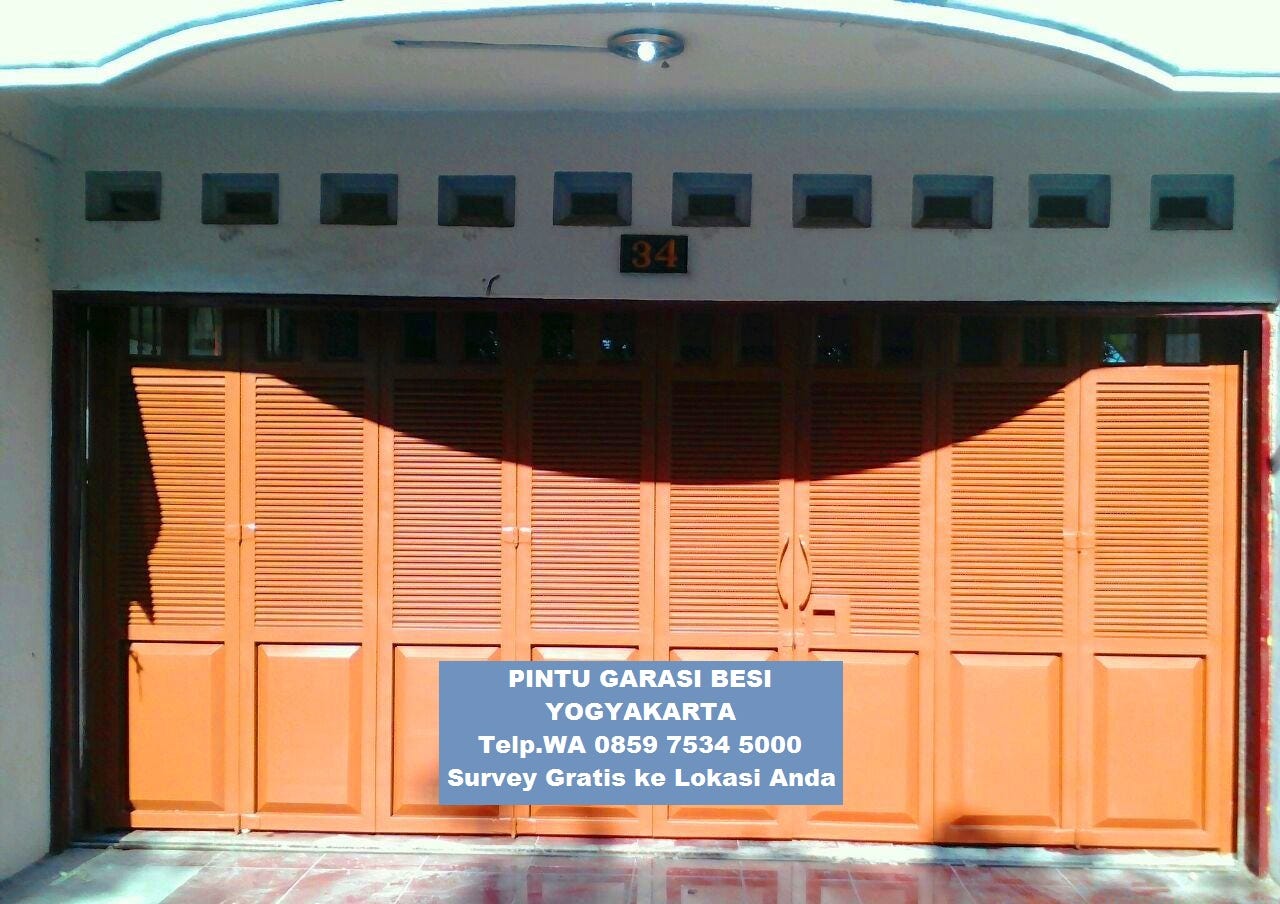 34
PINTU GARASI BESI
YOGYAKARTA
Telp.WA 0859 7534 5000
Survey Gratis ke Lokasi Anda